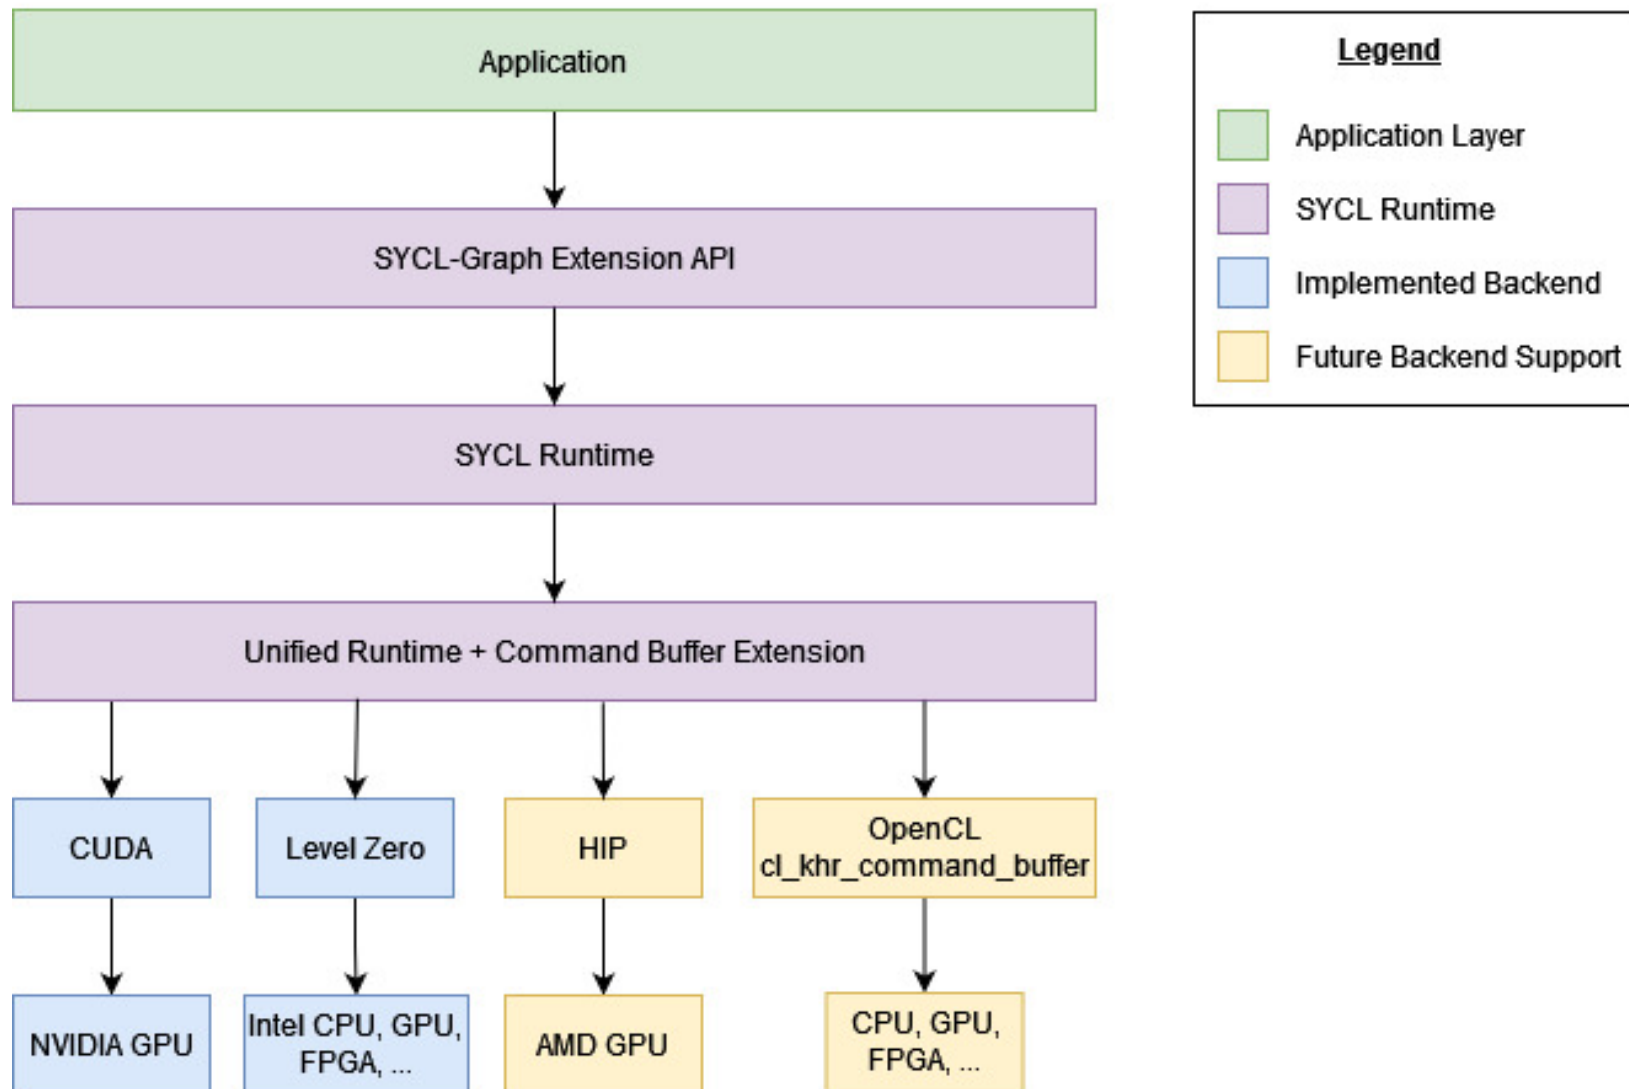 Application
SYCL-Graph Extension API
SYCL Runtime
Unified Runtime + Command Buffer Extension
CUDA
Level Zero
HIP
OpenCL
cl_khr_command_buffer
NVIDIA GPU
Intel CPU, GPU,
FPGA, ...
AMD GPU
CPU, GPU,
FPGA, ...
Legend
Application Layer
SYCL Runtime
Implemented Backend
Future Backend Support